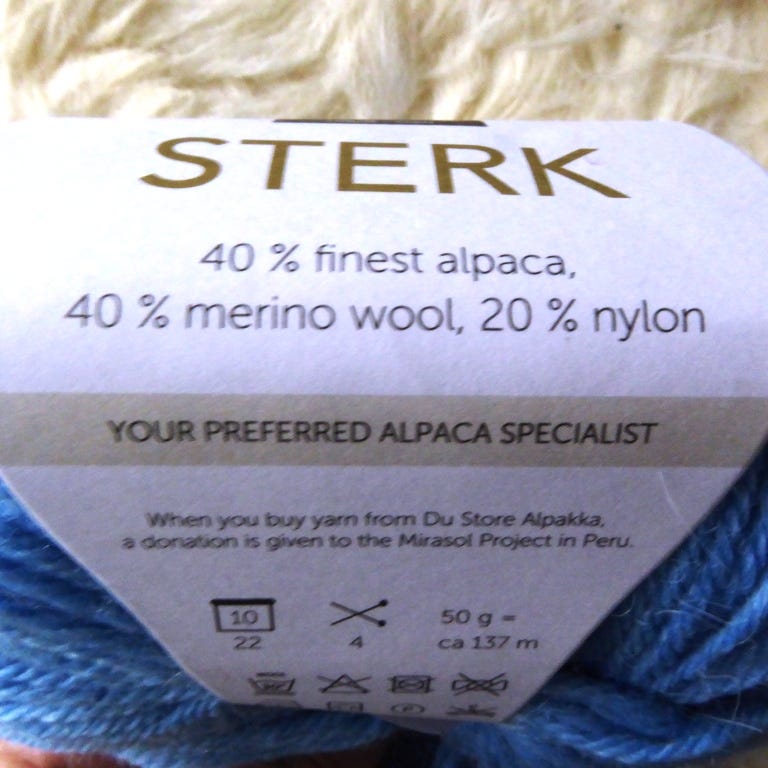 STERK
40 % finest alpaca,
40 % merino wool, 20 % nylon
YOUR PREFERRED ALPACA SPECIALIST
When you buy yarn from Du Store Alpakka,
a donation is given to the Mirasol Project in Peru.
10
22
4
50 g =
ca 137 m